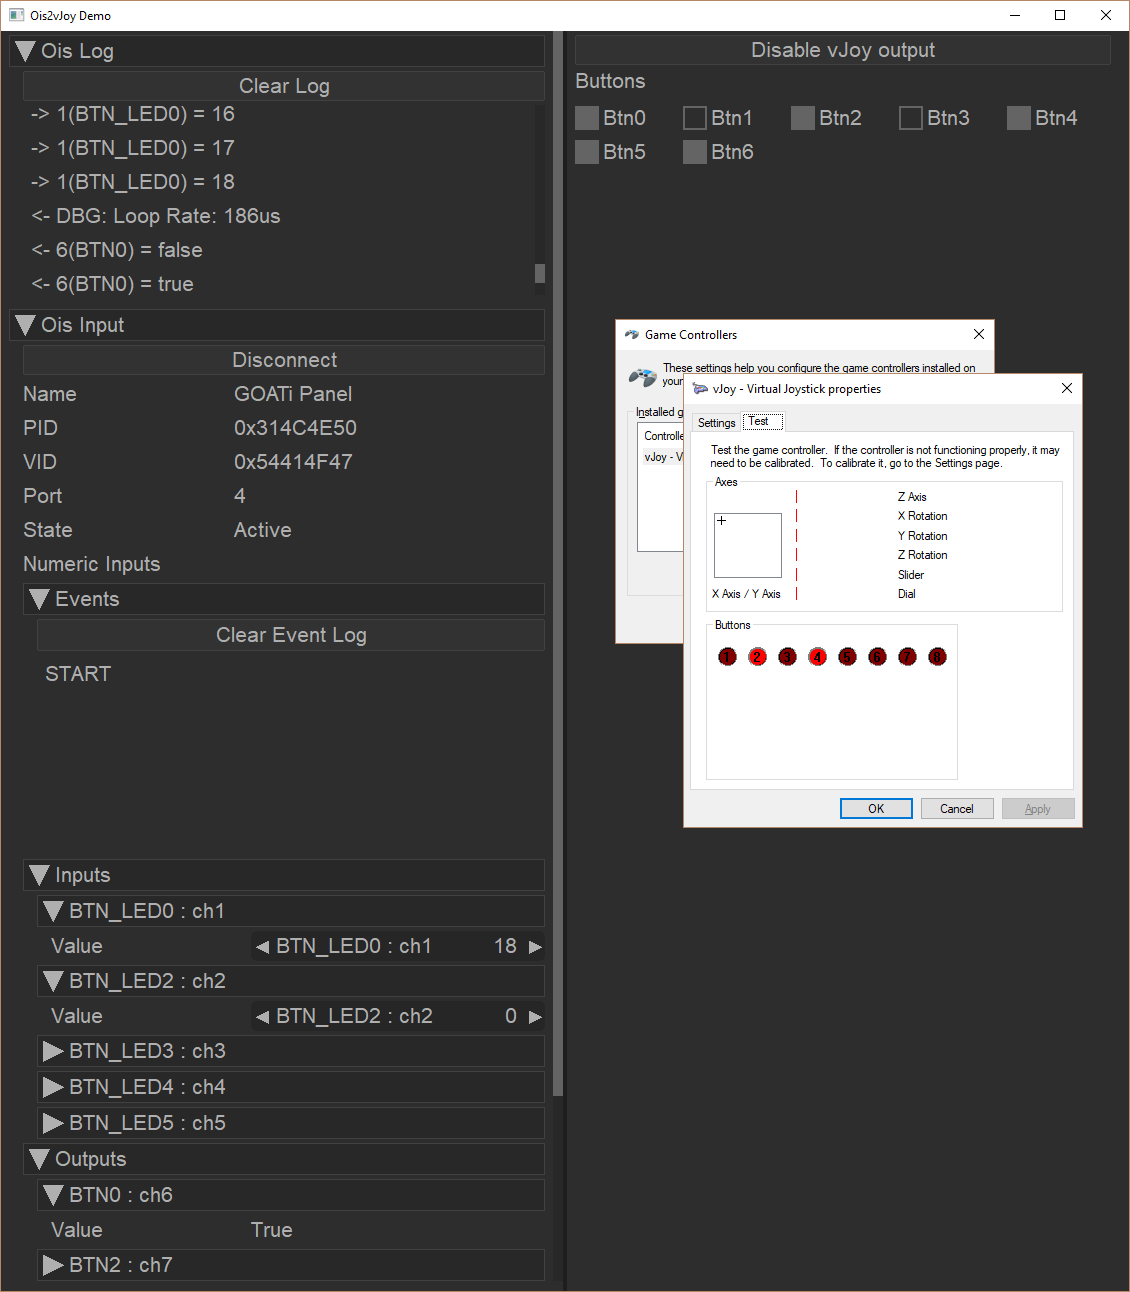 Ois2vJoy Demo
Ois Log
Clear Log
-> 1(BTN_LED0) = 16
-> 1(BTN_LED0) = 17
-> 1(BTN_LED0) = 18
<- DBG: Loop Rate: 186us
<- 6(BTN0) = false
<- 6(BTN0) = true
Ois Input
Disconnect
Name GOATi Panel
PID 0x314C4E50
VID 0x54414F47
Port 4
State Active
Numeric Inputs
Events
Clear Event Log
START
Inputs
BTN_LED0 : ch1
Value BTN_LED0 : ch1 18
BTN_LED2 : ch2
Value BTN_LED2 : ch2 0
BTN_LED3 : ch3
BTN_LED4 : ch4
BTN_LED5 : ch5
Outputs
BTN0 : ch6
Value True
BTN2 : ch7
Disable vJoy output
Buttons
Btn0 Btn1 Btn2 Btn3 Btn4
Btn5 Btn6
Game Controllers
These settings help you configure the game controllers installed on
your
Installed g
Controlle
vJoy - Vi
vJoy - Virtual Joystick properties
Settings Test
Test the game controller. If the controller is not functioning properly, it may
need to be calibrated. To calibrate it, go to the Settings page.
Axes
Z Axis
X Rotation
Y Rotation
Z Rotation
Slider
Dial
X Axis / Y Axis
Buttons
1 2 3 4 5 6 7 8
OK Cancel Apply